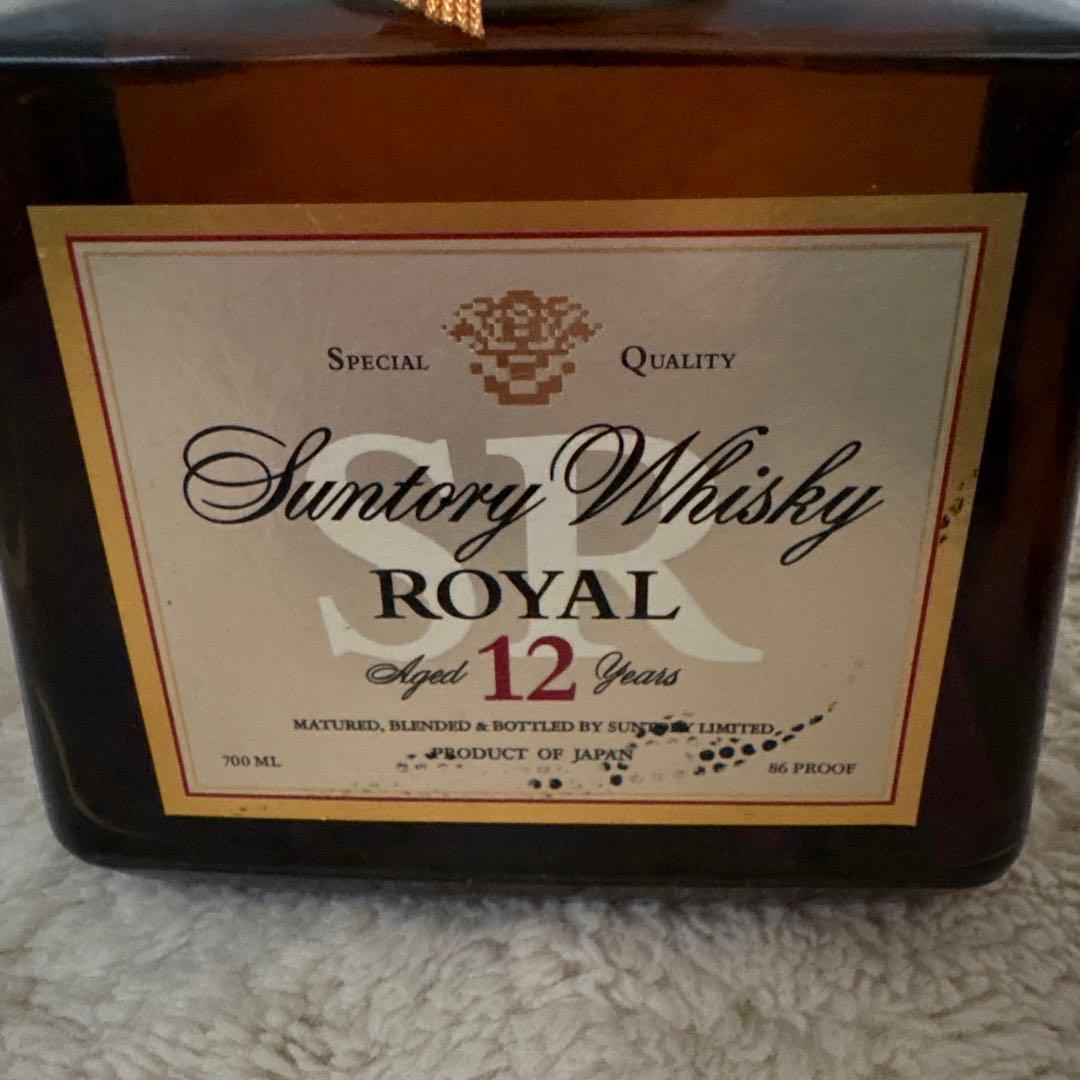 SPECIAL QUALITY
SR
Suntory Whisky
ROYAL
Aged 12 Years
MATURED, BLENDED & BOTTLED BY SUNTORY LIMITED.
PRODUCT OF JAPAN
700 ML
86 PROOF